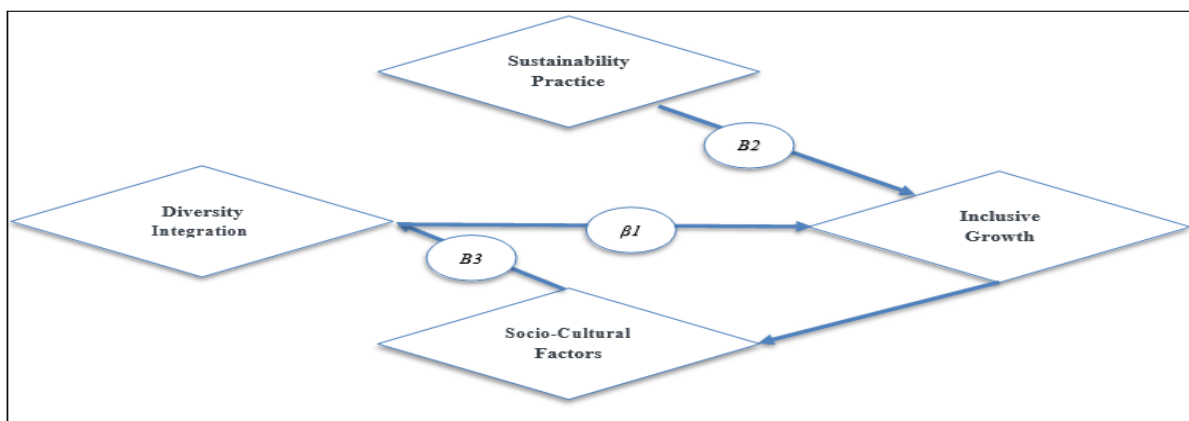 Sustainability
Practice
B2
Diversity
Integration
β1
Inclusive
Growth
B3
Socio-Cultural
Factors